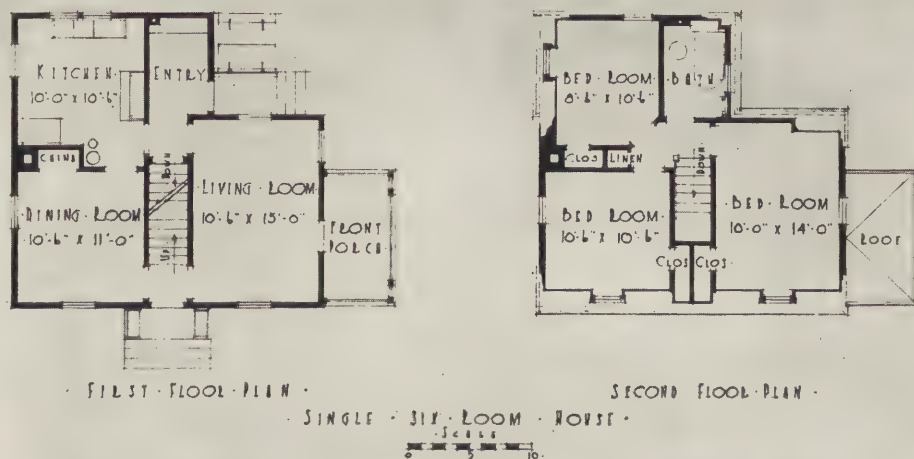 KITCHEN
10'-0" X 10'-6"
ENTRY
CHINA
DOWN
LIVING · ROOM
10'-6" X 15'-0"
DINING · ROOM
10'-6" X 11'-0"
UP
FRONT
PORCH
· FIRST · FLOOR · PLAN ·
BED · ROOM
8'-6" X 10'-6"
BATH
CLOS
LINEN
DOWN
BED ROOM
10'-6" X 10'-6"
BED · ROOM
10'-0" X 14'-0"
CLOS
CLOS.
ROOF
SECOND FLOOR · PLAN ·
· SINGLE · SIX · ROOM · HOUSE ·
· SCALE
0 5 10